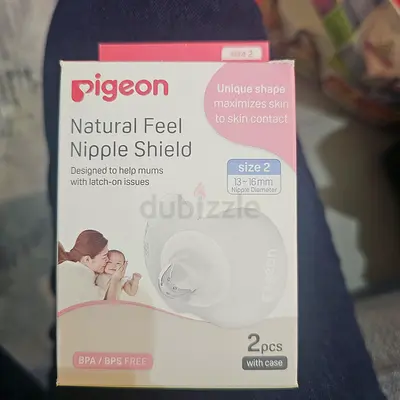 size 2
pigeon
Unique shape
maximizes skin
to skin contact
Natural Feel
Nipple Shield
Designed to help mums
with latch-on issues
size 2
13~16mm
Nipple Diameter
dubizzle
BPA / BPS FREE
2pcs
with case